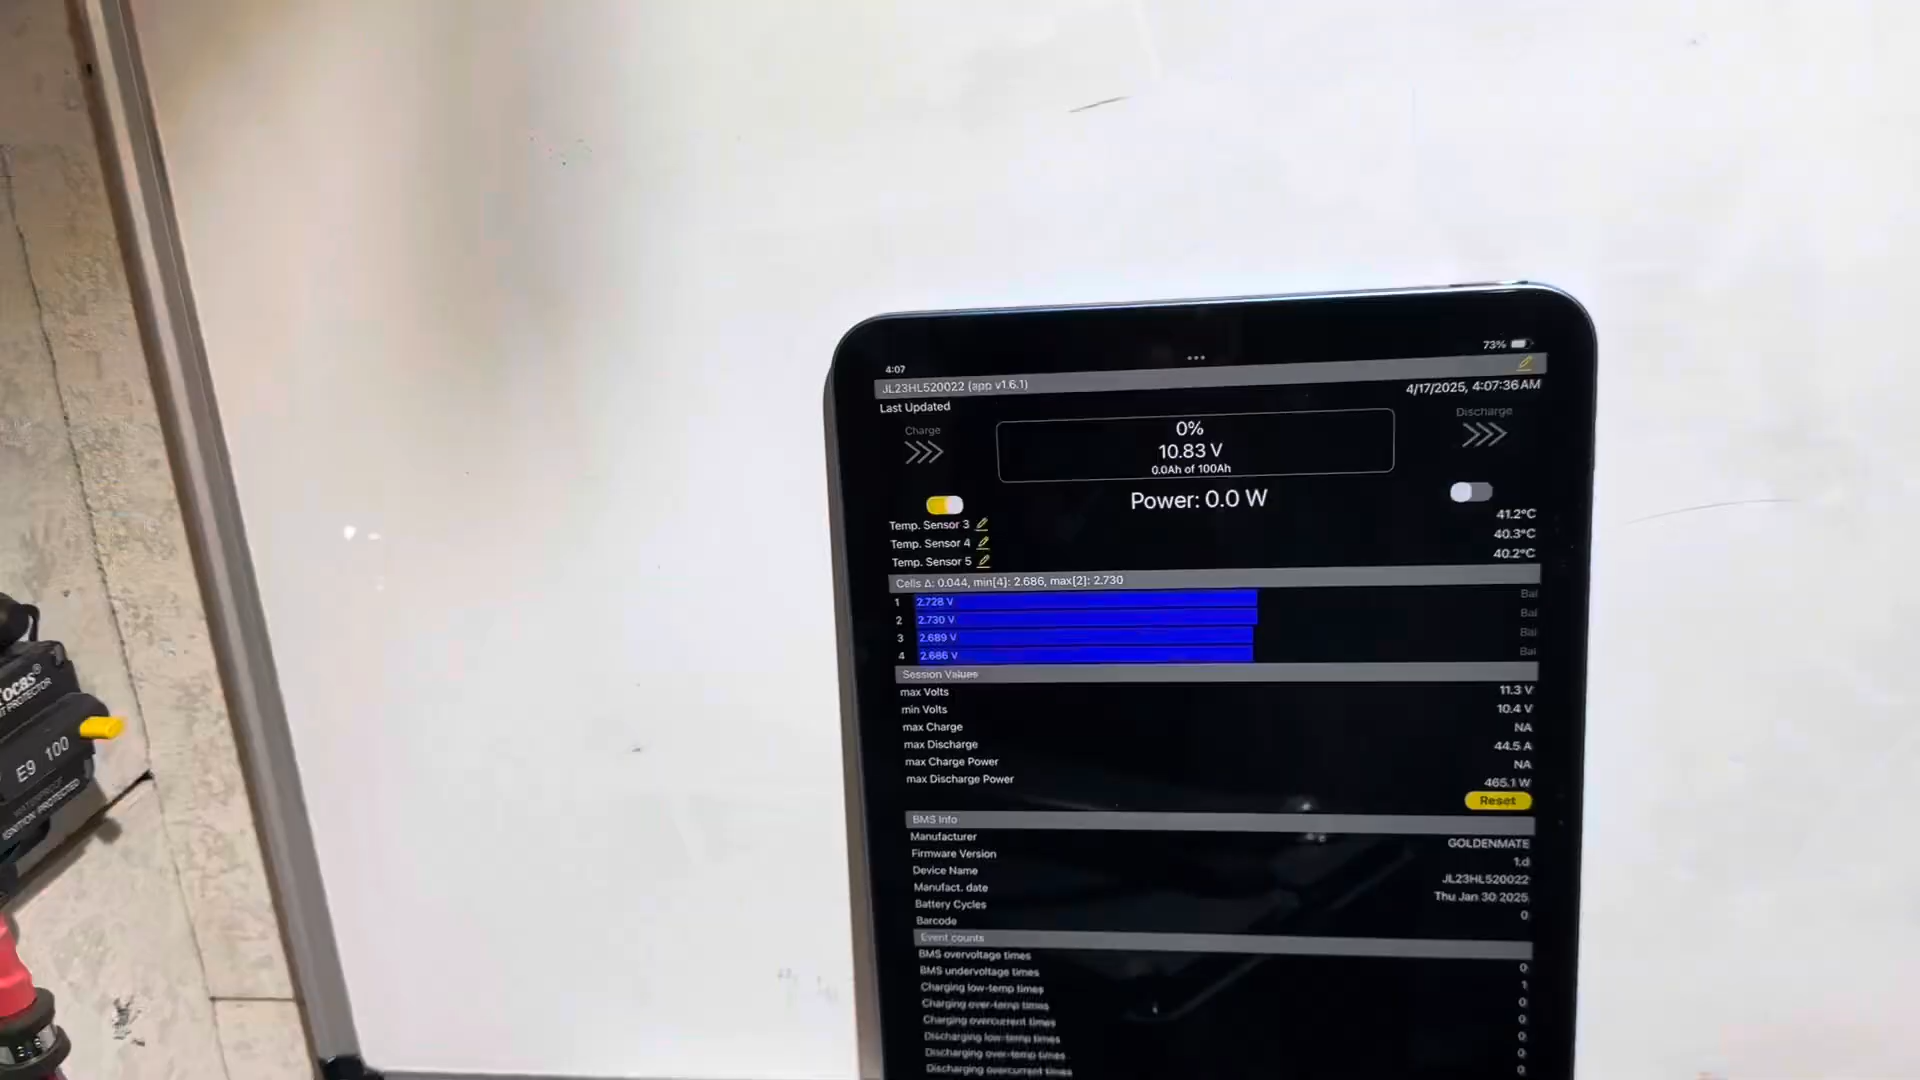 4:07
73%
JL23HL520022 (app v1.6.1)
Last Updated
4/17/2025, 4:07:36 AM
Charge
Discharge
0%
10.83 V
0.0Ah of 100Ah
Power: 0.0 W
Temp. Sensor 3 41.2°C
Temp. Sensor 4 40.3°C
Temp. Sensor 5 40.2°C
Cells Δ: 0.044, min[4]: 2.686, max[2]: 2.730
1 2.728 V Bal
2 2.730 V Bal
3 2.689 V Bal
4 2.686 V Bal
Session Values
max Volts 11.3 V
min Volts 10.4 V
max Charge NA
max Discharge 44.5 A
max Charge Power NA
max Discharge Power 465.1 W
Reset
BMS Info
Manufacturer GOLDENMATE
Firmware Version 1.d
Device Name JL23HL520022
Manufact. date Thu Jan 30 2025
Battery Cycles 0
Barcode
Event counts
BMS overvoltage times 0
BMS undervoltage times 1
Charging low-temp times 0
Charging over-temp times 0
Charging overcurrent times 0
Discharging low-temp times 0
Discharging over-temp times 0
Discharging overcurrent times
ocas®
PROTECTOR
E9 100
WATERPROOF
IGNITION PROTECTED